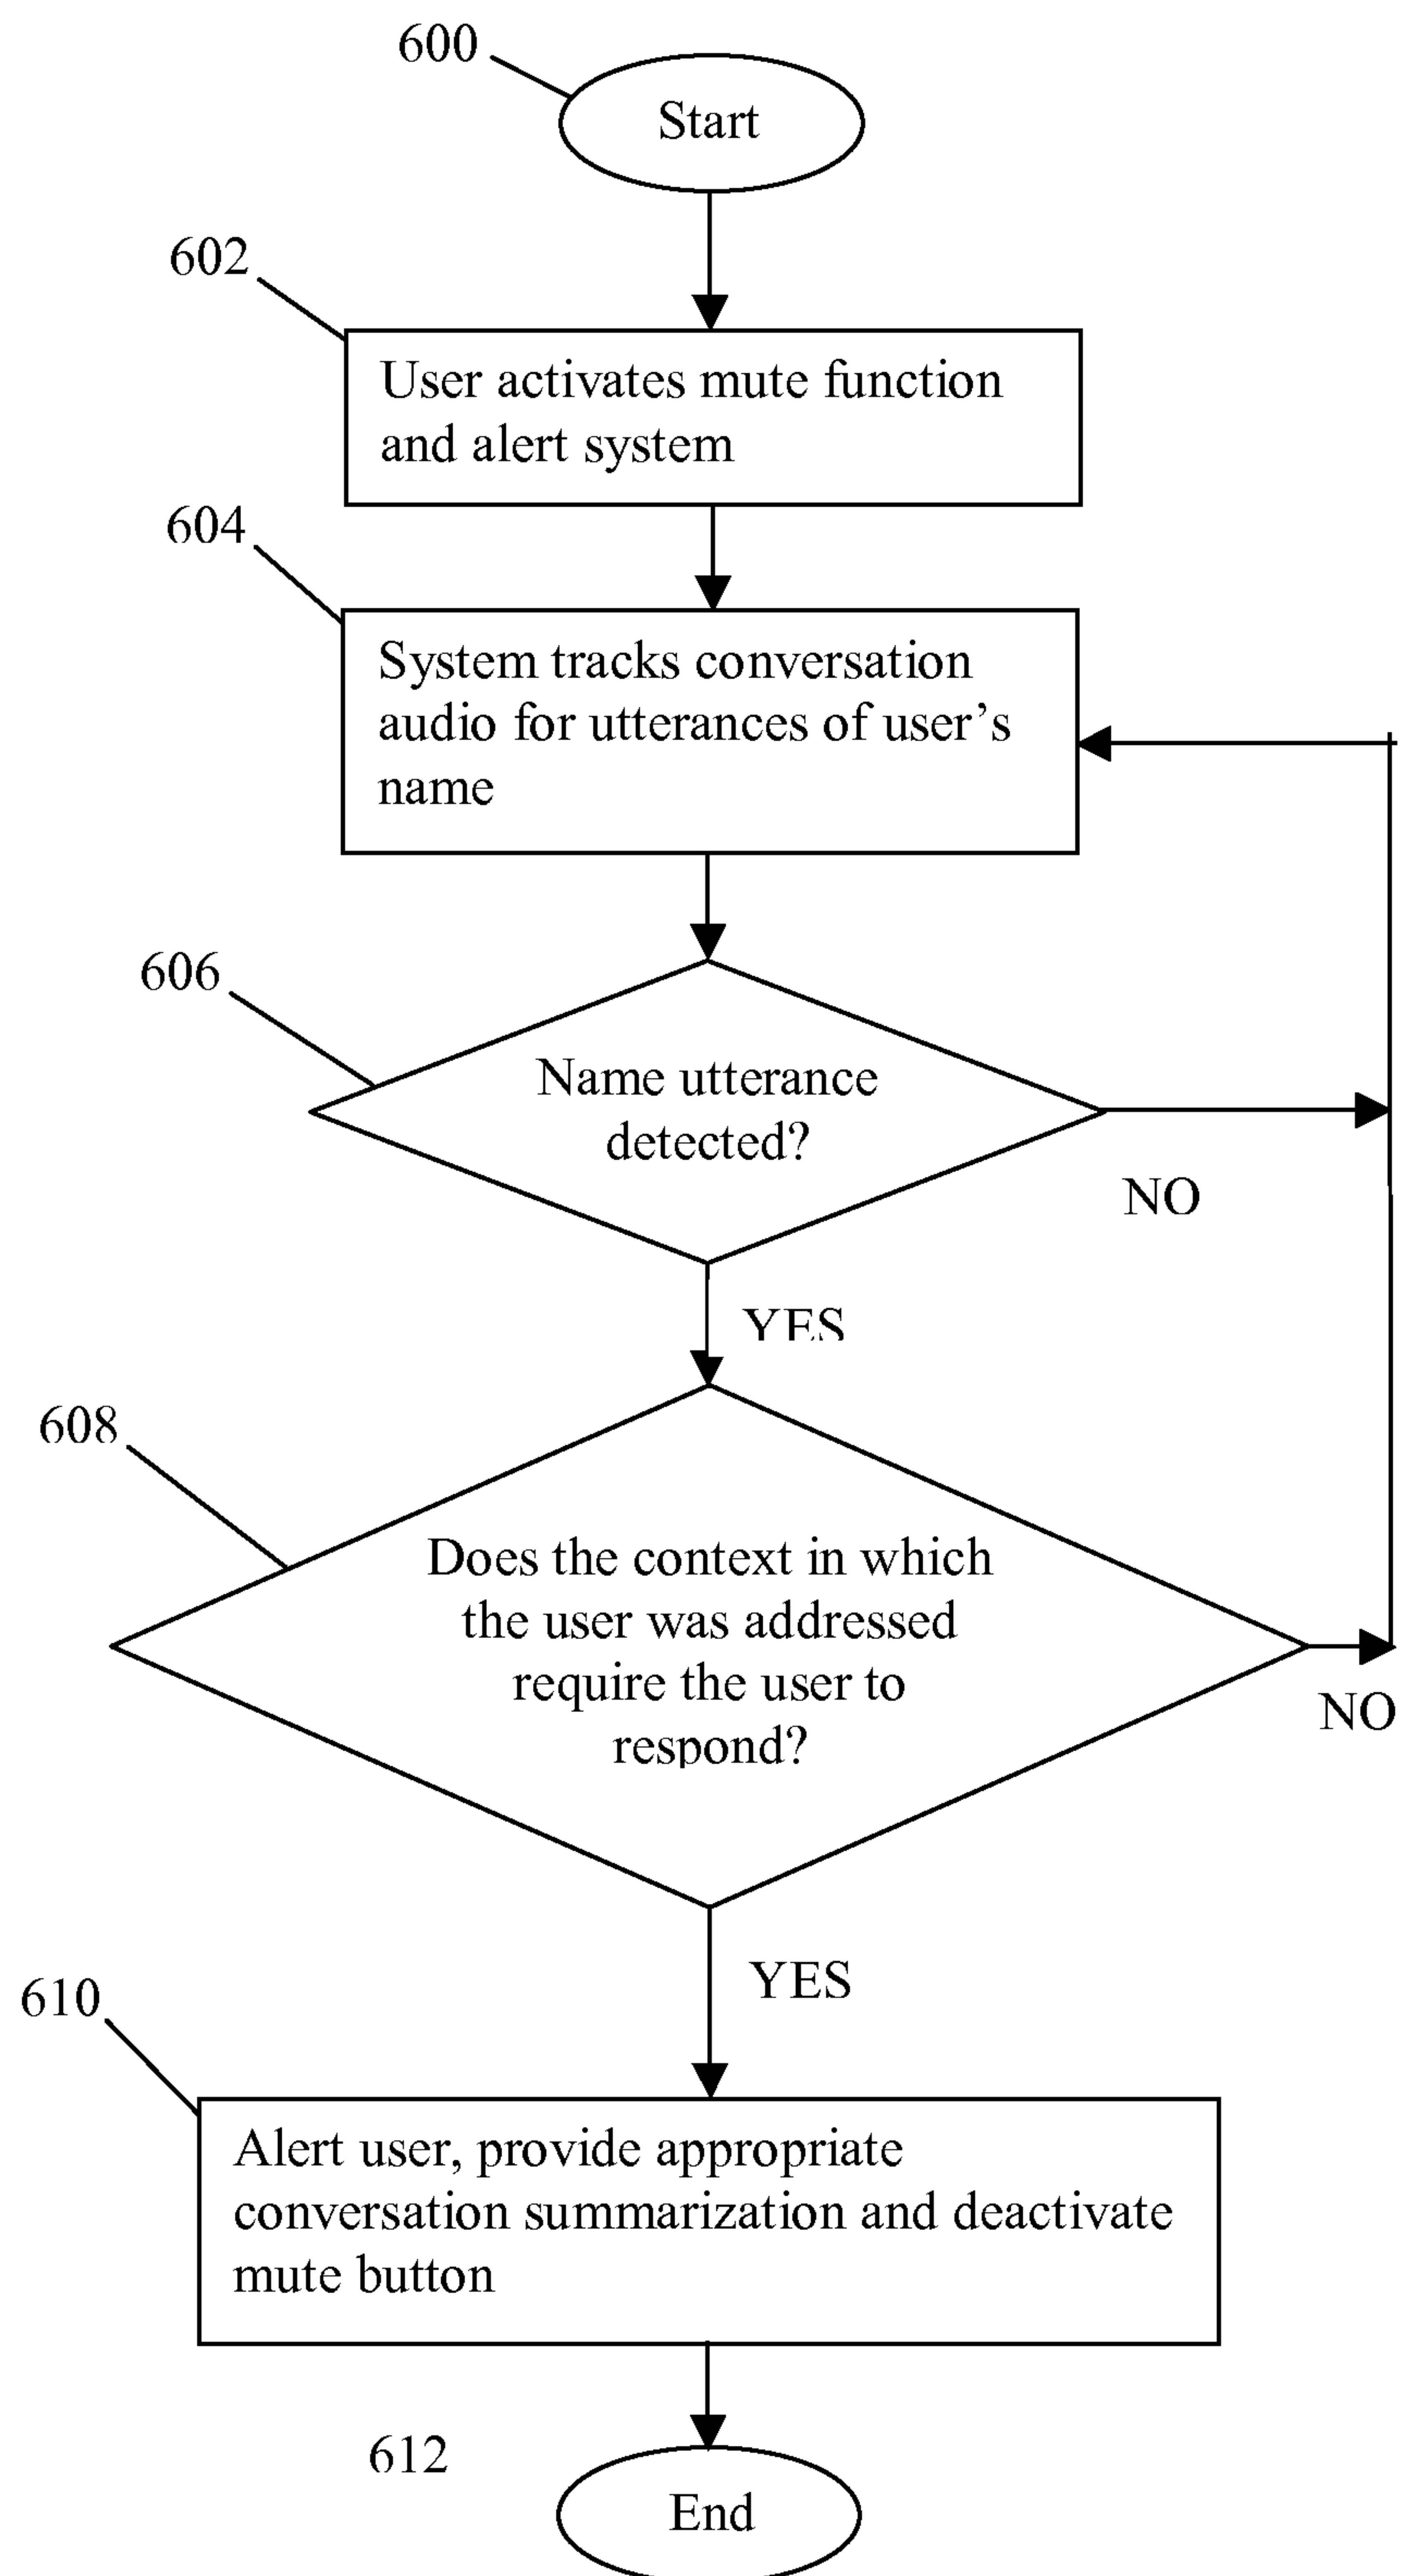 600
Start
602
User activates mute function
and alert system
604
System tracks conversation
audio for utterances of user’s
name
606
Name utterance
detected?
NO
YES
608
Does the context in which
the user was addressed
require the user to
respond?
NO
YES
610
Alert user, provide appropriate
conversation summarization and deactivate
mute button
612
End